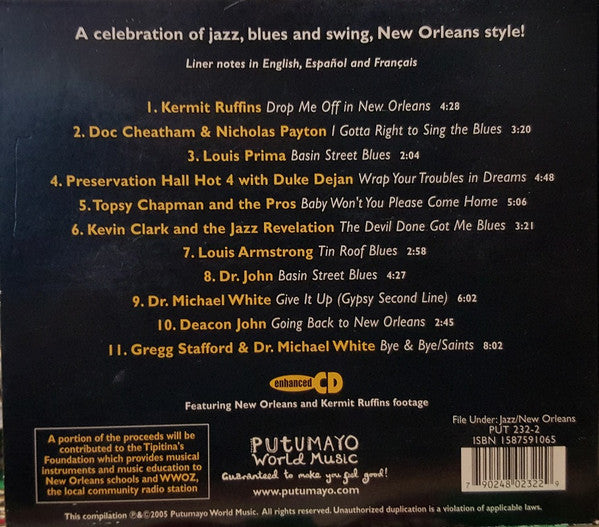 A celebration of jazz, blues and swing, New Orleans style!
Liner notes in English, Español and Français
1. Kermit Ruffins Drop Me Off in New Orleans 4:28
2. Doc Cheatham & Nicholas Payton I Gotta Right to Sing the Blues 3:20
3. Louis Prima Basin Street Blues 2:04
4. Preservation Hall Hot 4 with Duke Dejan Wrap Your Troubles in Dreams 4:48
5. Topsy Chapman and the Pros Baby Won't You Please Come Home 5:06
6. Kevin Clark and the Jazz Revelation The Devil Done Got Me Blues 3:21
7. Louis Armstrong Tin Roof Blues 2:58
8. Dr. John Basin Street Blues 4:27
9. Dr. Michael White Give It Up (Gypsy Second Line) 6:02
10. Deacon John Going Back to New Orleans 2:45
11. Gregg Stafford & Dr. Michael White Bye & Bye/Saints 8:02
enhanced CD
Featuring New Orleans and Kermit Ruffins footage
A portion of the proceeds will be
contributed to the Tipitina's
Foundation which provides musical
instruments and music education to
New Orleans schools and WWOZ,
the local community radio station
PUTUMAYO
World Music
Guaranteed to make you feel good!
www.putumayo.com
File Under: Jazz/New Orleans
PUT 232-2
ISBN 1587591065
7 90248 02322 9
This compilation ℗&©2005 Putumayo World Music. All rights reserved. Unauthorized duplication is a violation of applicable laws.